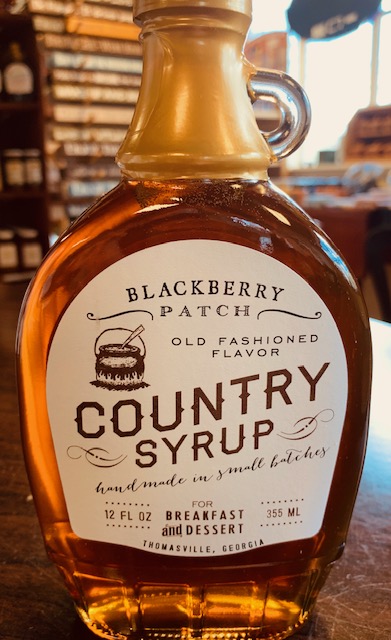 BLACKBERRY
PATCH
OLD FASHIONED
FLAVOR
COUNTRY
SYRUP
handmade in small batches
FOR
12 FL OZ BREAKFAST 355 ML
and DESSERT
THOMASVILLE, GEORGIA